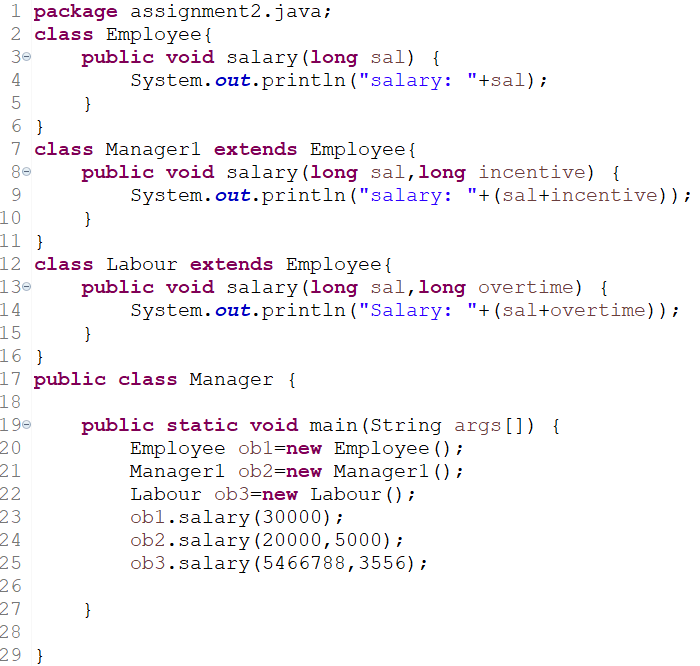 1 package assignment2.java;
2 class Employee{
3 public void salary(long sal) {
4 System.out.println("salary: "+sal);
5 }
6 }
7 class Manager1 extends Employee{
8 public void salary(long sal,long incentive) {
9 System.out.println("salary: "+(sal+incentive));
10 }
11 }
12 class Labour extends Employee{
13 public void salary(long sal,long overtime) {
14 System.out.println("Salary: "+(sal+overtime));
15 }
16 }
17 public class Manager {
18
19 public static void main(String args[]) {
20 Employee ob1=new Employee();
21 Manager1 ob2=new Manager1();
22 Labour ob3=new Labour();
23 ob1.salary(30000);
24 ob2.salary(20000,5000);
25 ob3.salary(5466788,3556);
26
27 }
28
29 }